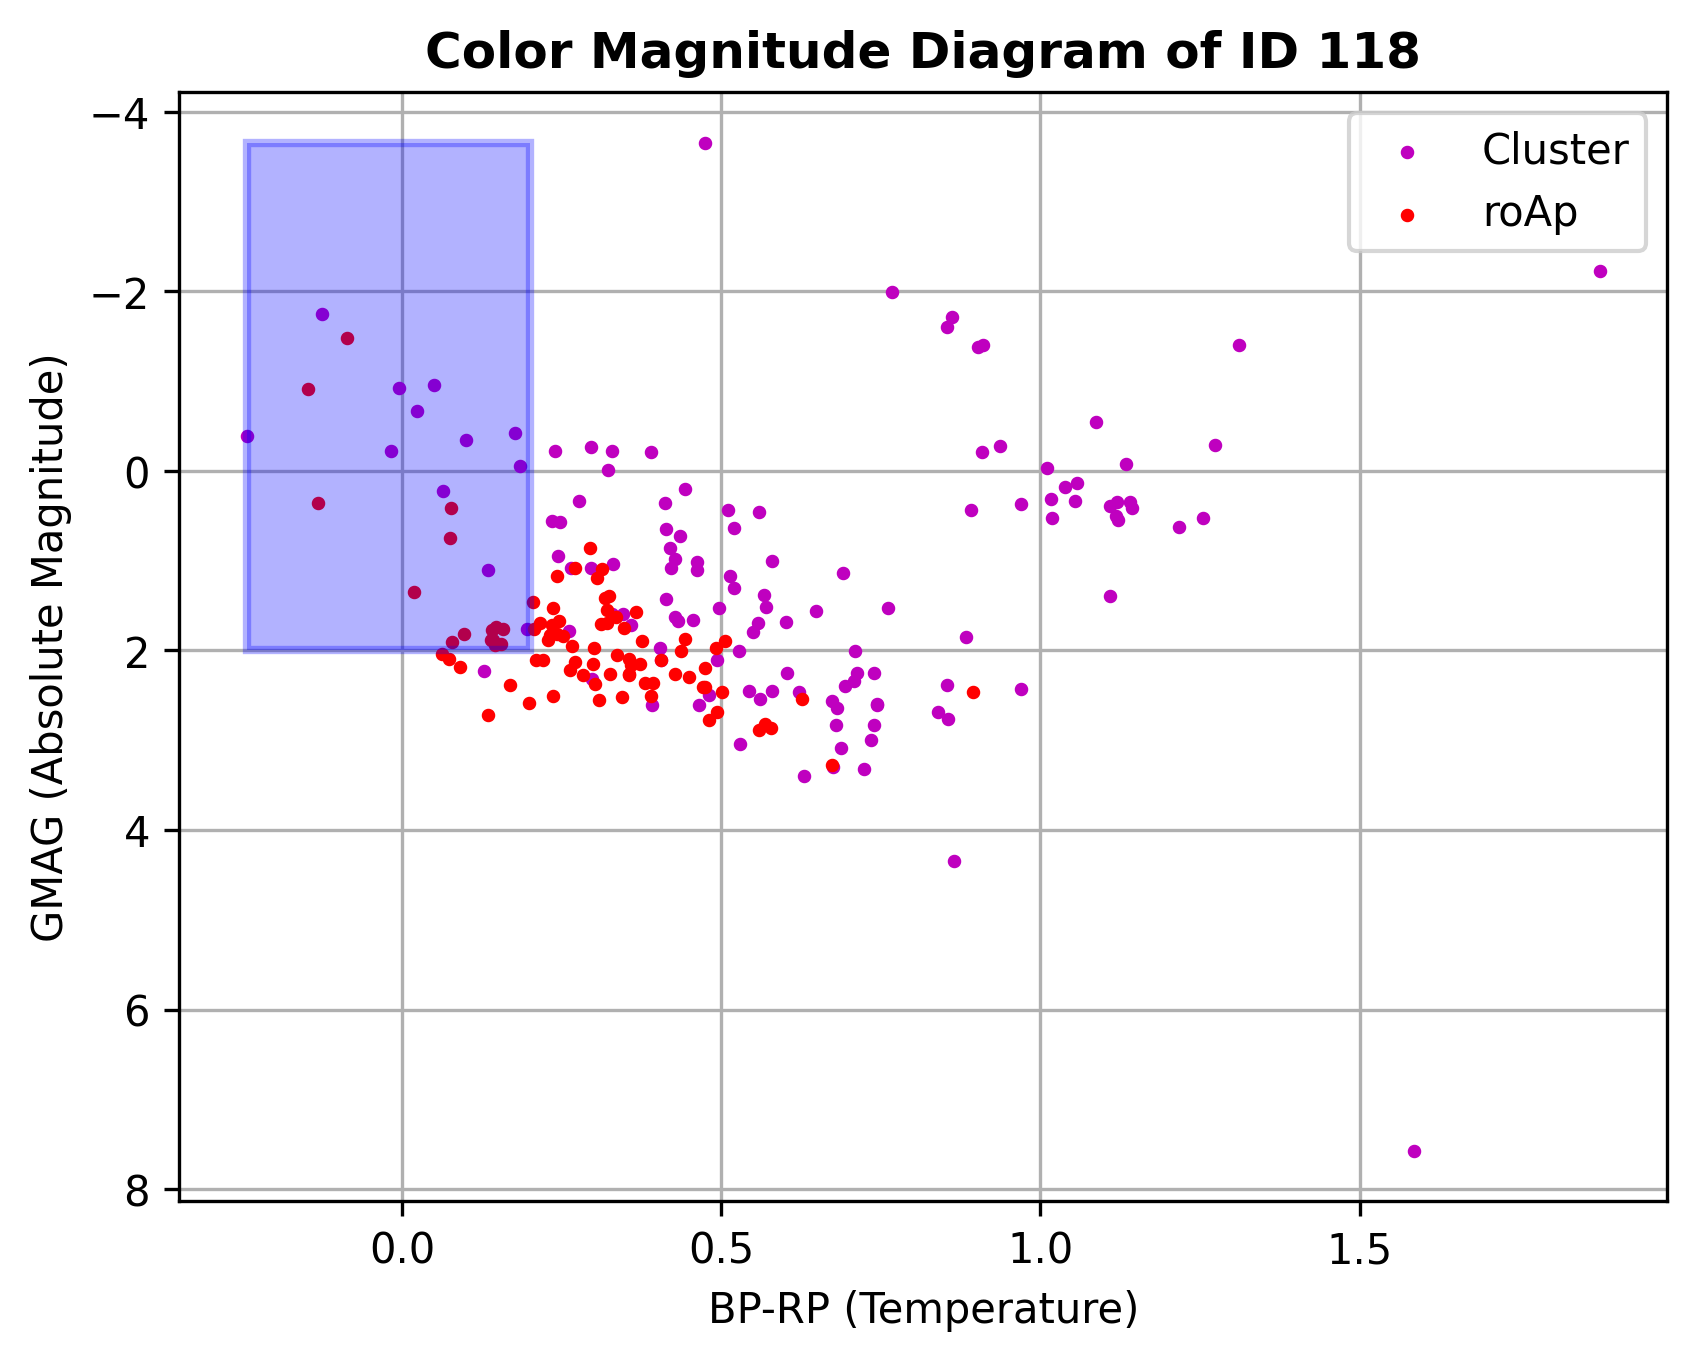 Color Magnitude Diagram of ID 118
−4
−2
0
2
4
6
8
GMAG (Absolute Magnitude)
Cluster
roAp
0.0
0.5
1.0
1.5
BP-RP (Temperature)